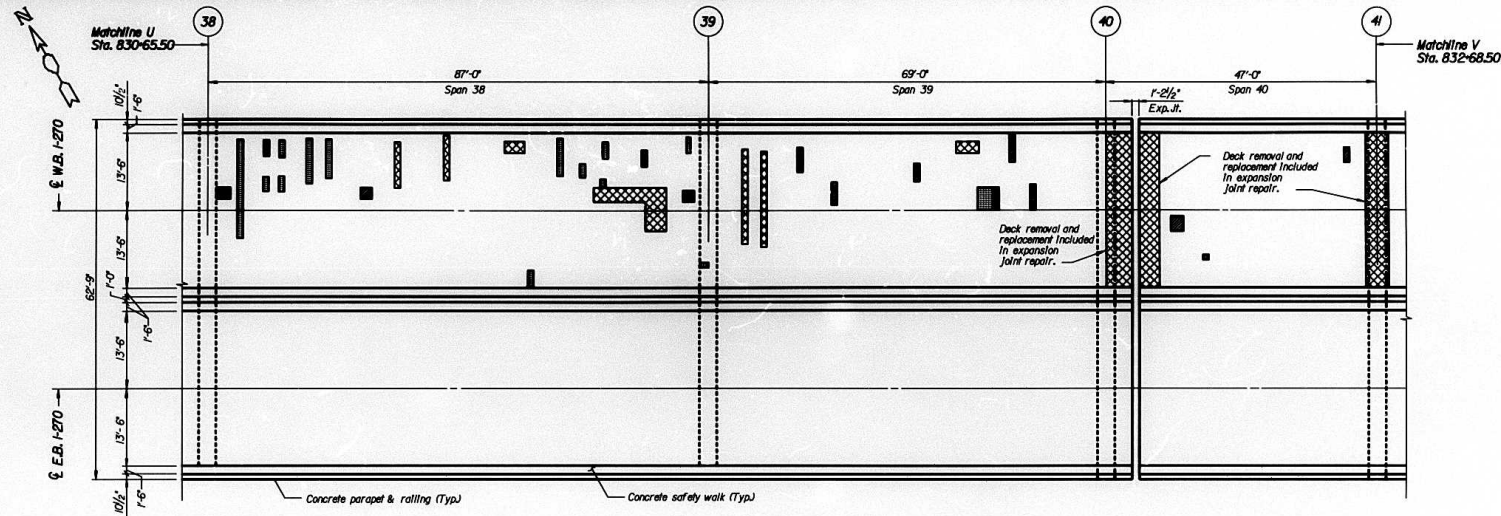 N
Matchline U
Sta. 830+65.50
38
39
40
41
Matchline V
Sta. 832+68.50
87'-0"
Span 38
69'-0"
Span 39
47'-0"
Span 40
1'-2½"
Exp. Jt.
10½"
1'-6"
℄ W.B. I-270
13'-6"
13'-6"
62'-9"
1'-0"
1'-6"
13'-6"
℄ E.B. I-270
13'-6"
10½"
1'-6"
Deck removal and
replacement included
in expansion
joint repair.
Deck removal and
replacement included
in expansion
joint repair.
Concrete parapet & railing (Typ.)
Concrete safety walk (Typ.)